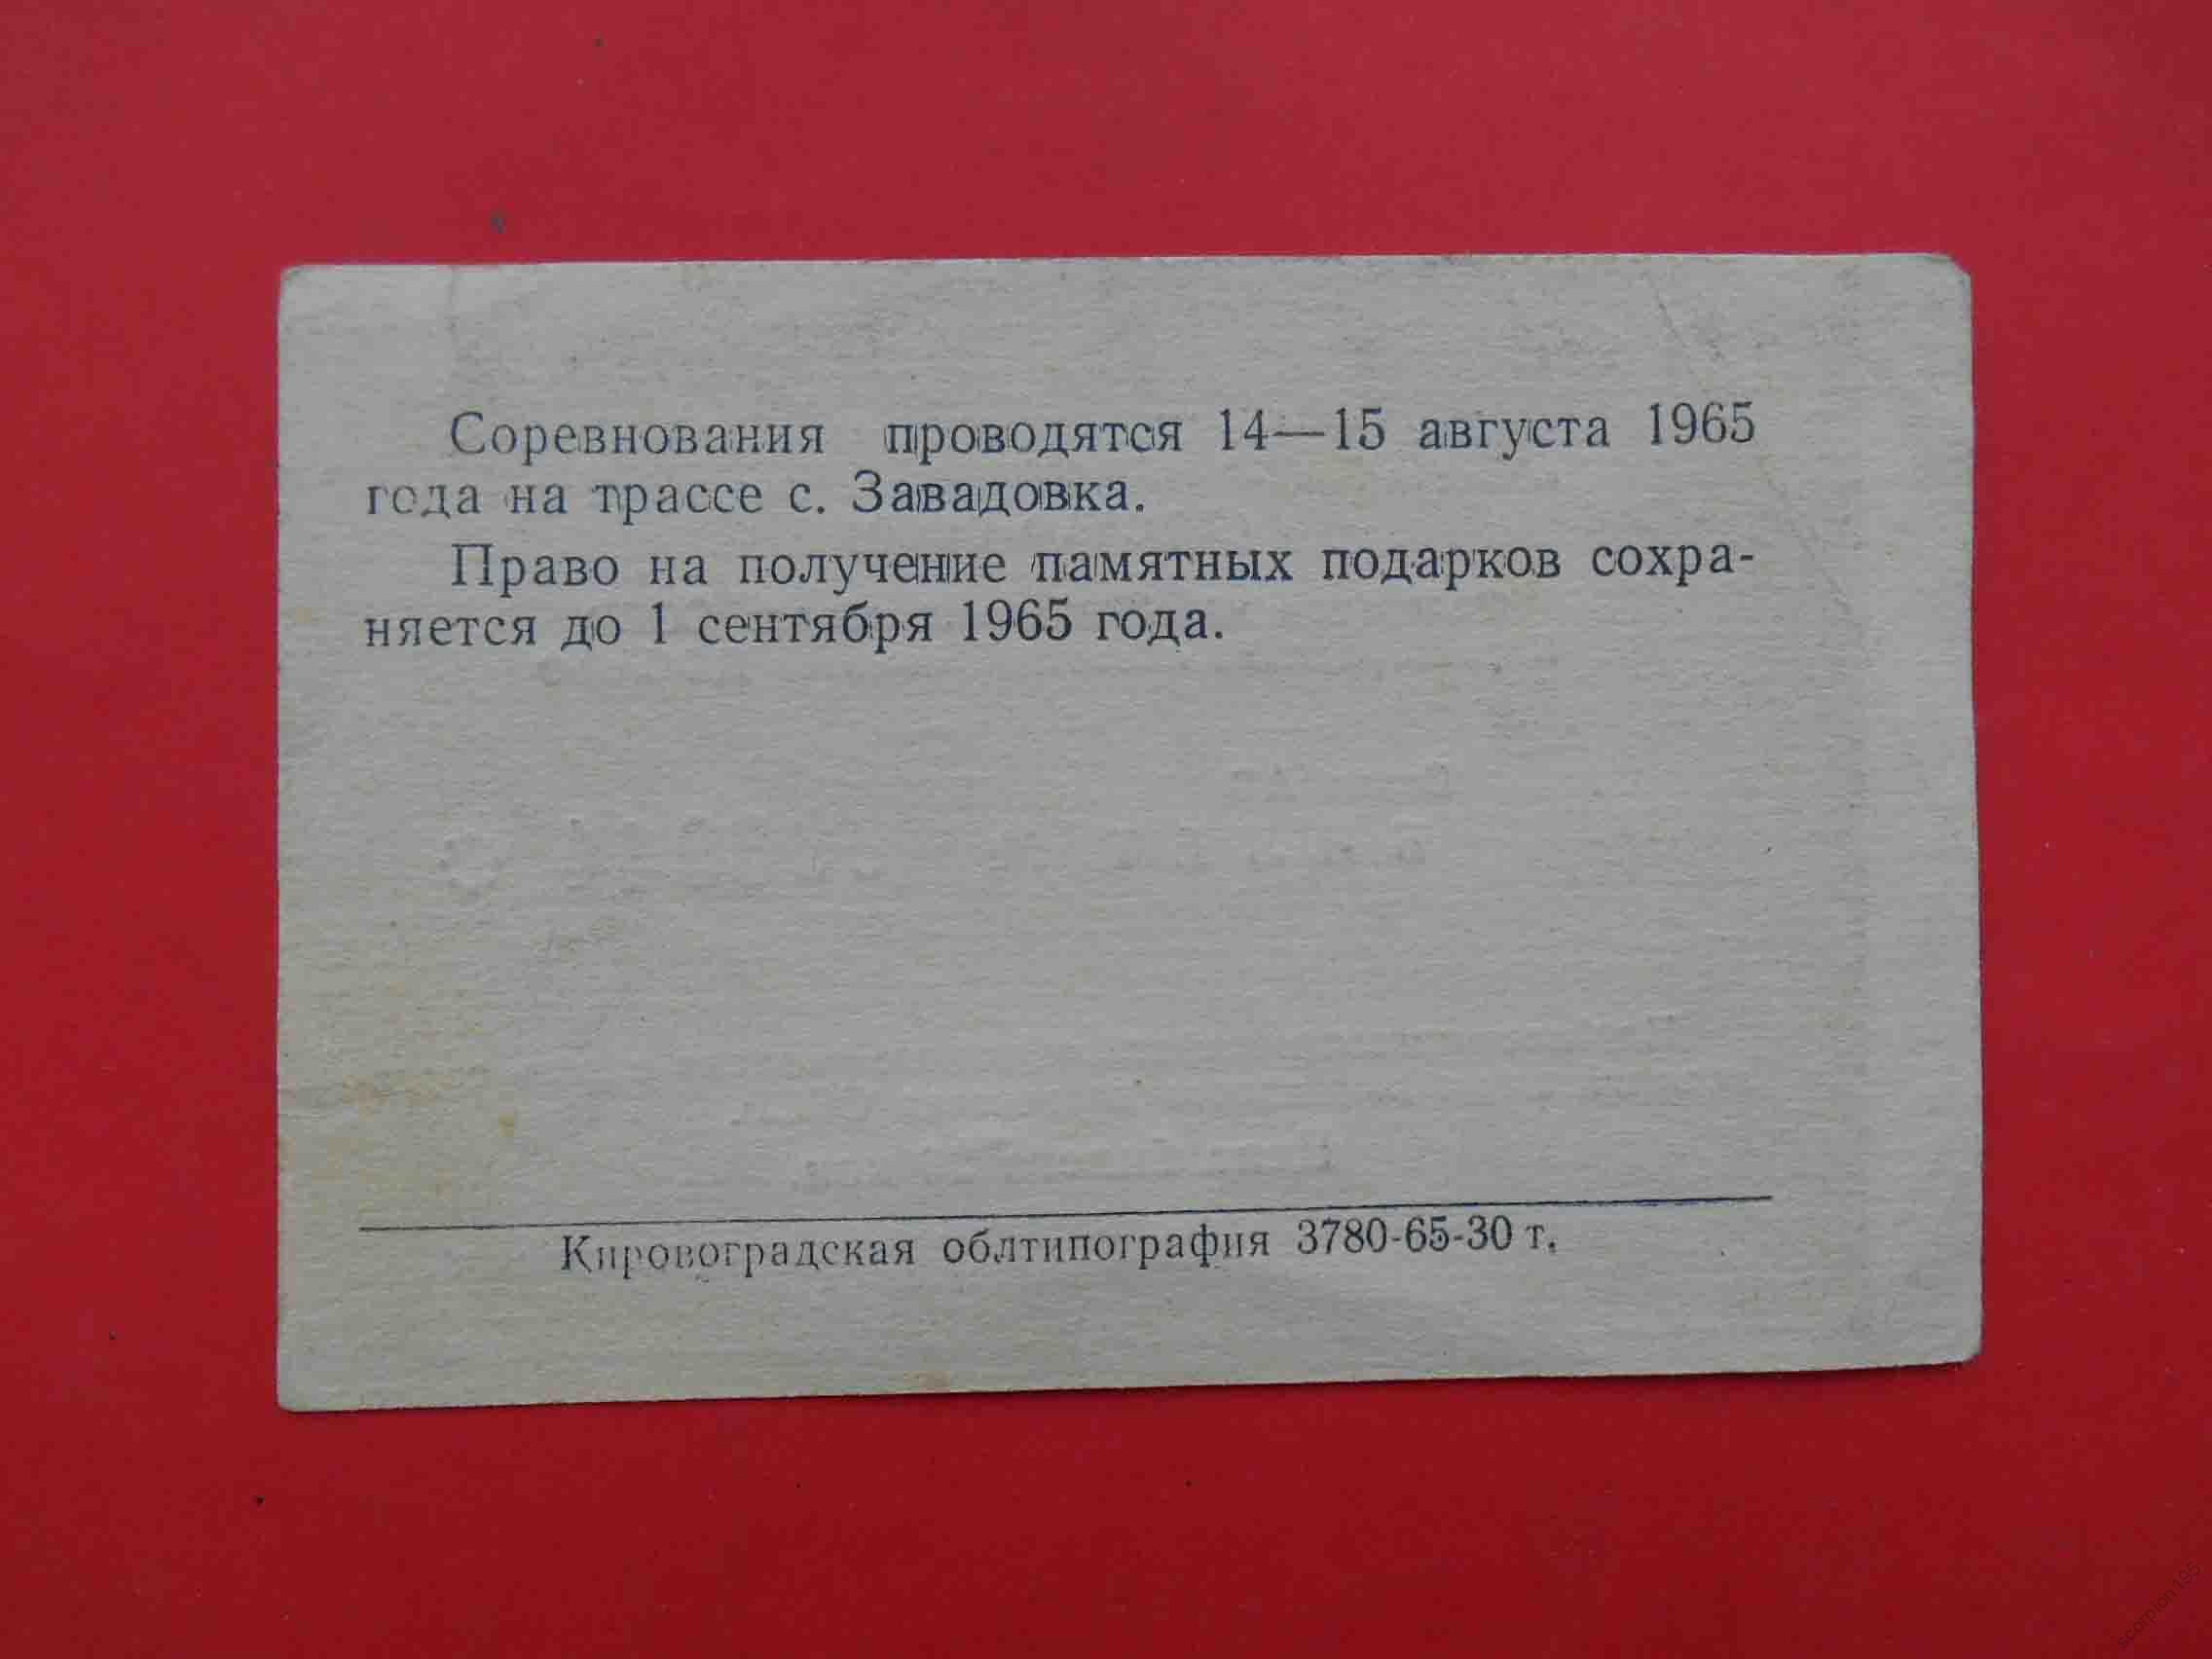 Соревнования проводятся 14—15 августа 1965
года на трассе с. Завадовка.
Право на получение памятных подарков сохра-
няется до 1 сентября 1965 года.
Кировоградская облтипография 3780-65-30 т.
scorpion195